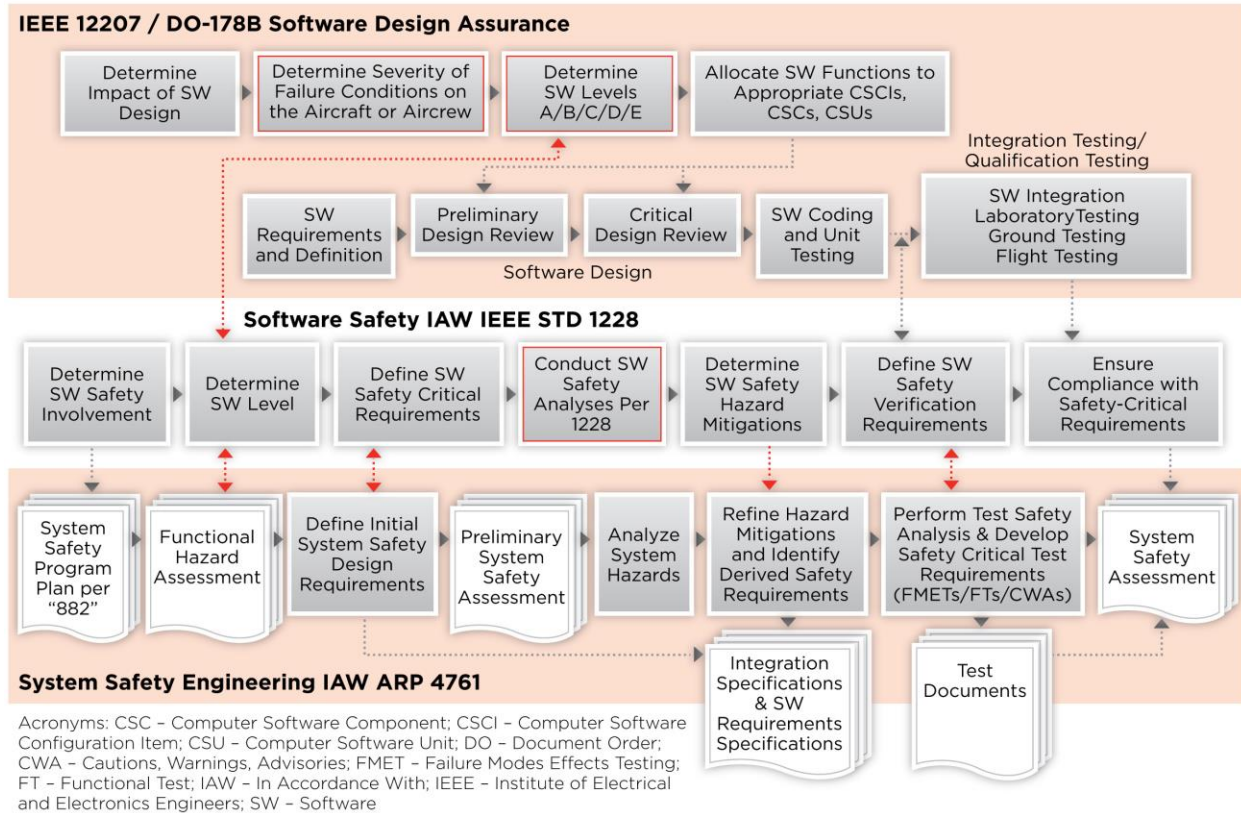 IEEE 12207 / DO-178B Software Design Assurance
Determine
Impact of SW
Design
Determine Severity of
Failure Conditions on
the Aircraft or Aircrew
Determine
SW Levels
A/B/C/D/E
Allocate SW Functions to
Appropriate CSCIs,
CSCs, CSUs
Integration Testing/
Qualification Testing
SW
Requirements
and Definition
Preliminary
Design Review
Critical
Design Review
SW Coding
and Unit
Testing
SW Integration
LaboratoryTesting
Ground Testing
Flight Testing
Software Design
Software Safety IAW IEEE STD 1228
Determine
SW Safety
Involvement
Determine
SW Level
Define SW
Safety Critical
Requirements
Conduct SW
Safety
Analyses Per
1228
Determine
SW Safety
Hazard
Mitigations
Define SW
Safety
Verification
Requirements
Ensure
Compliance with
Safety-Critical
Requirements
System
Safety
Program
Plan per
“882”
Functional
Hazard
Assessment
Define Initial
System Safety
Design
Requirements
Preliminary
System
Safety
Assessment
Analyze
System
Hazards
Refine Hazard
Mitigations
and Identify
Derived Safety
Requirements
Perform Test Safety
Analysis & Develop
Safety Critical Test
Requirements
(FMETs/FTs/CWAs)
System
Safety
Assessment
Integration
Specifications
& SW
Requirements
Specifications
Test
Documents
System Safety Engineering IAW ARP 4761
Acronyms: CSC – Computer Software Component; CSCI – Computer Software
Configuration Item; CSU – Computer Software Unit; DO – Document Order;
CWA – Cautions, Warnings, Advisories; FMET – Failure Modes Effects Testing;
FT – Functional Test; IAW – In Accordance With; IEEE – Institute of Electrical
and Electronics Engineers; SW – Software